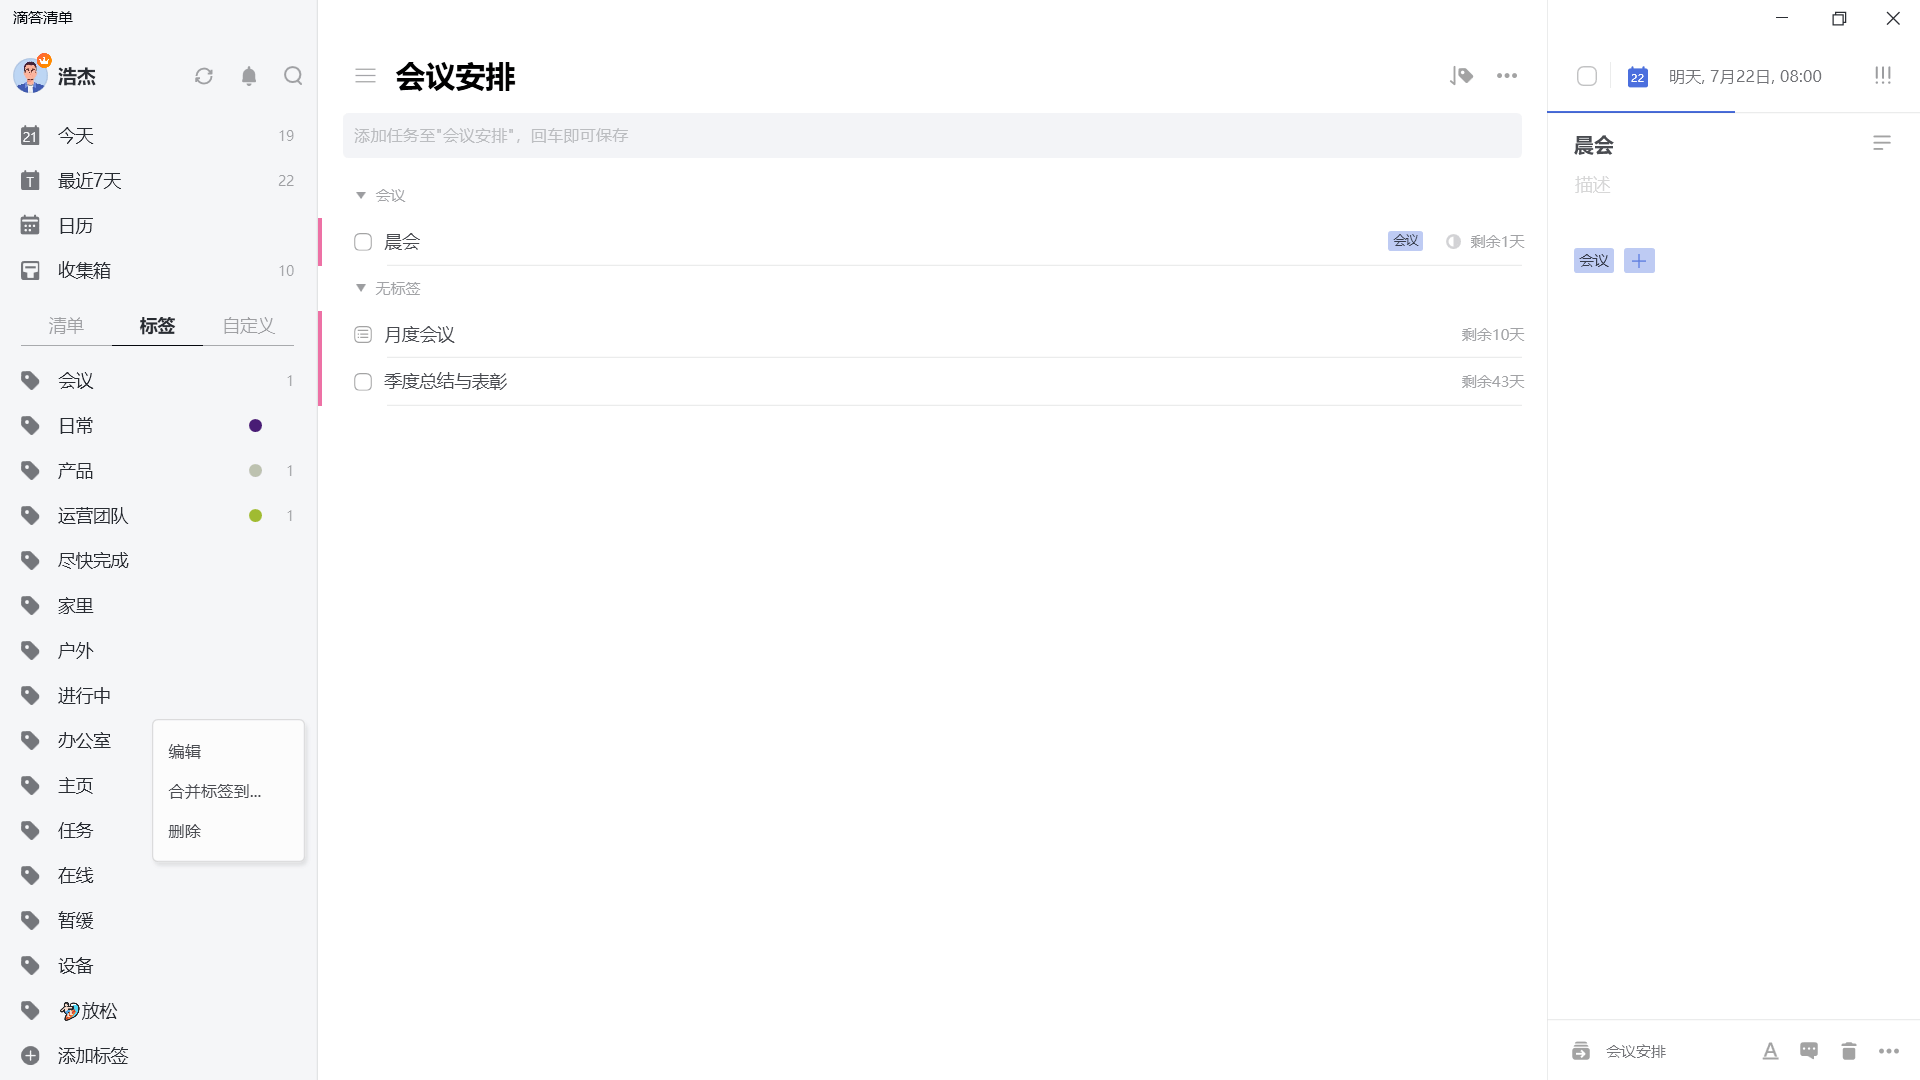 滴答清单
浩杰
21 今天 19
最近7天 22
日历
收集箱 10
清单 标签 自定义
会议 1
日常
产品 1
运营团队 1
尽快完成
家里
户外
进行中
办公室
主页
任务
在线
暂缓
设备
放松
添加标签
编辑
合并标签到...
删除
会议安排
添加任务至"会议安排"，回车即可保存
会议
晨会 会议 剩余1天
无标签
月度会议 剩余10天
季度总结与表彰 剩余43天
22 明天, 7月22日, 08:00
晨会
描述
会议
会议安排